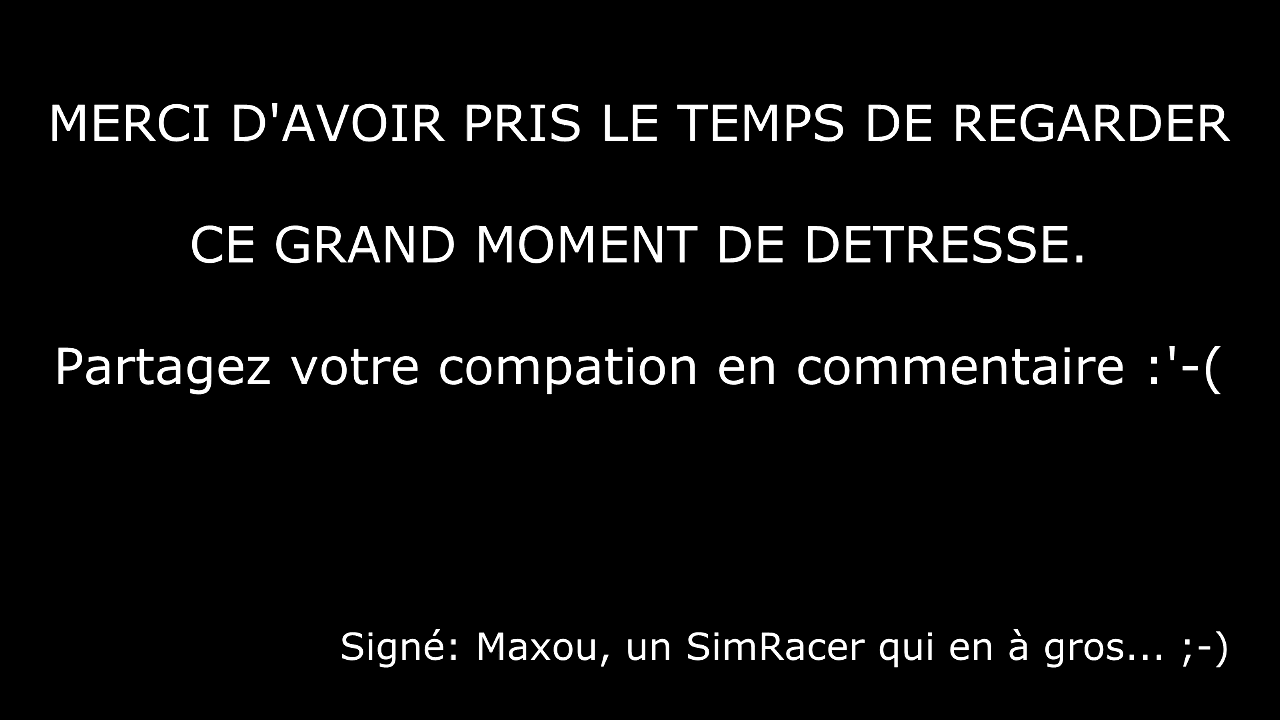 MERCI D'AVOIR PRIS LE TEMPS DE REGARDER
CE GRAND MOMENT DE DETRESSE.
Partagez votre compation en commentaire :'-(
Signé: Maxou, un SimRacer qui en à gros... ;-)